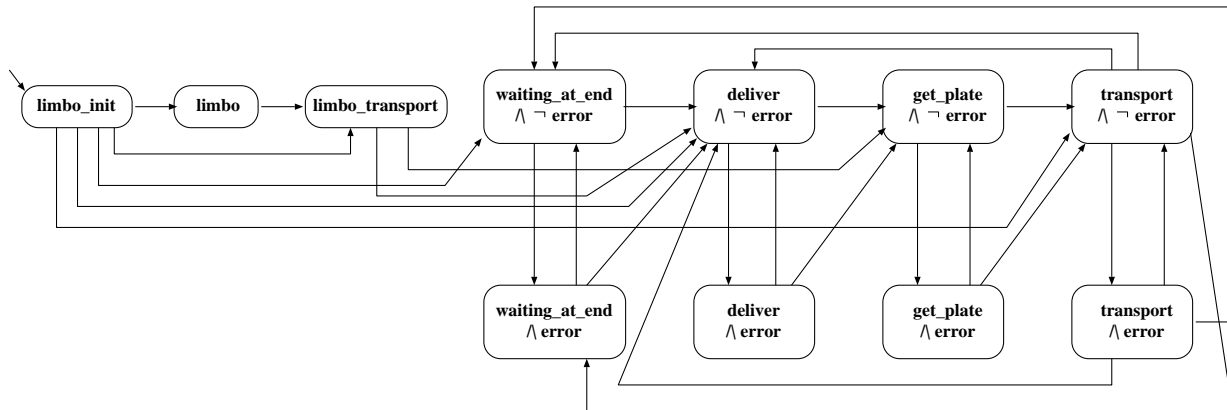 limbo_init
limbo
limbo_transport
waiting_at_end
/\ ¬ error
deliver
/\ ¬ error
get_plate
/\ ¬ error
transport
/\ ¬ error
waiting_at_end
/\ error
deliver
/\ error
get_plate
/\ error
transport
/\ error